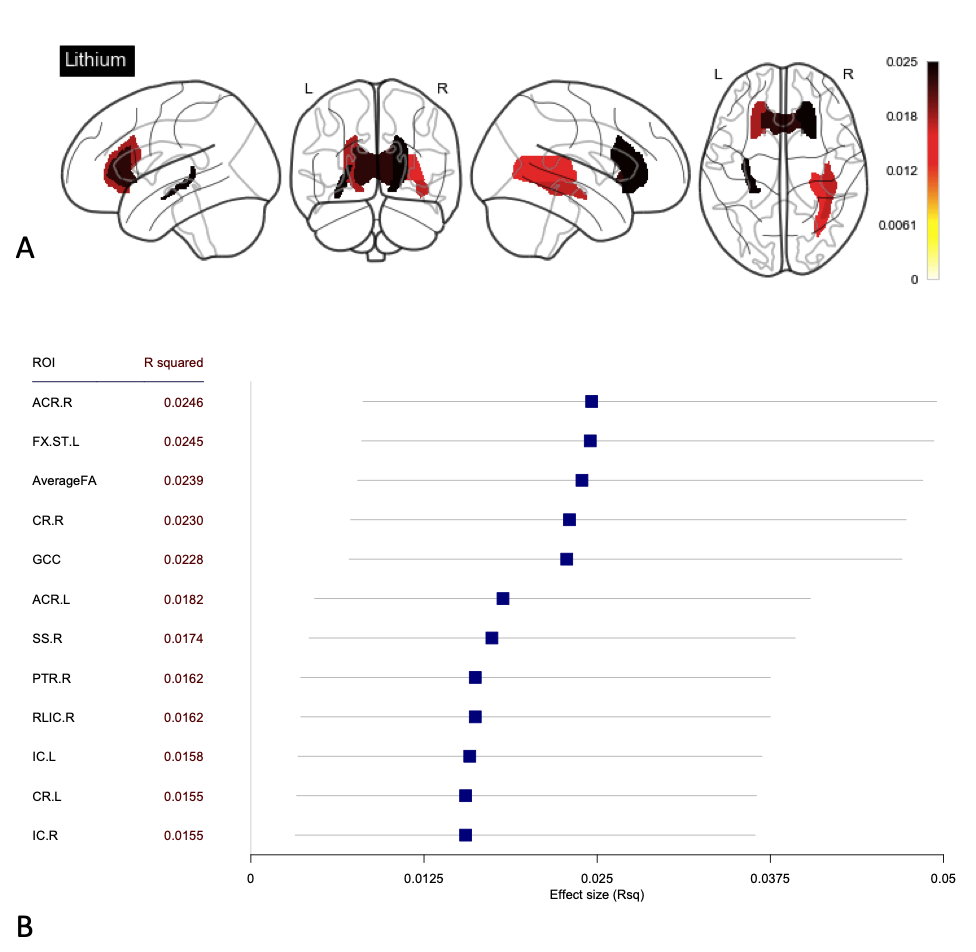 Lithium
L
R
L
R
0.025
0.018
0.012
0.0061
0
A
ROI R squared
ACR.R 0.0246
FX.ST.L 0.0245
AverageFA 0.0239
CR.R 0.0230
GCC 0.0228
ACR.L 0.0182
SS.R 0.0174
PTR.R 0.0162
RLIC.R 0.0162
IC.L 0.0158
CR.L 0.0155
IC.R 0.0155
0 0.0125 0.025 0.0375 0.05
Effect size (Rsq)
B